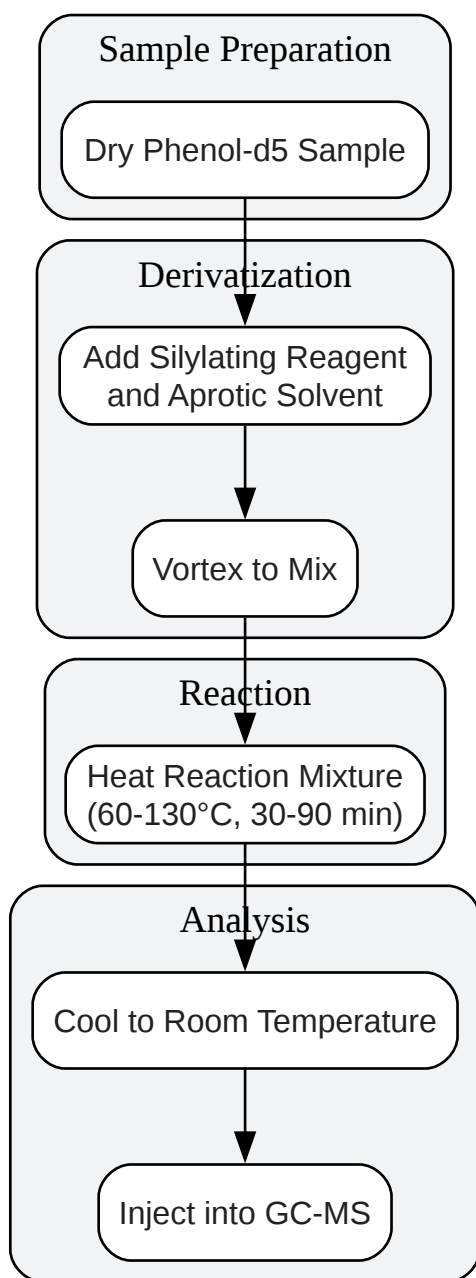 Sample Preparation
Dry Phenol-d5 Sample
Derivatization
Add Silylating Reagent
and Aprotic Solvent
Vortex to Mix
Reaction
Heat Reaction Mixture
(60-130°C, 30-90 min)
Analysis
Cool to Room Temperature
Inject into GC-MS